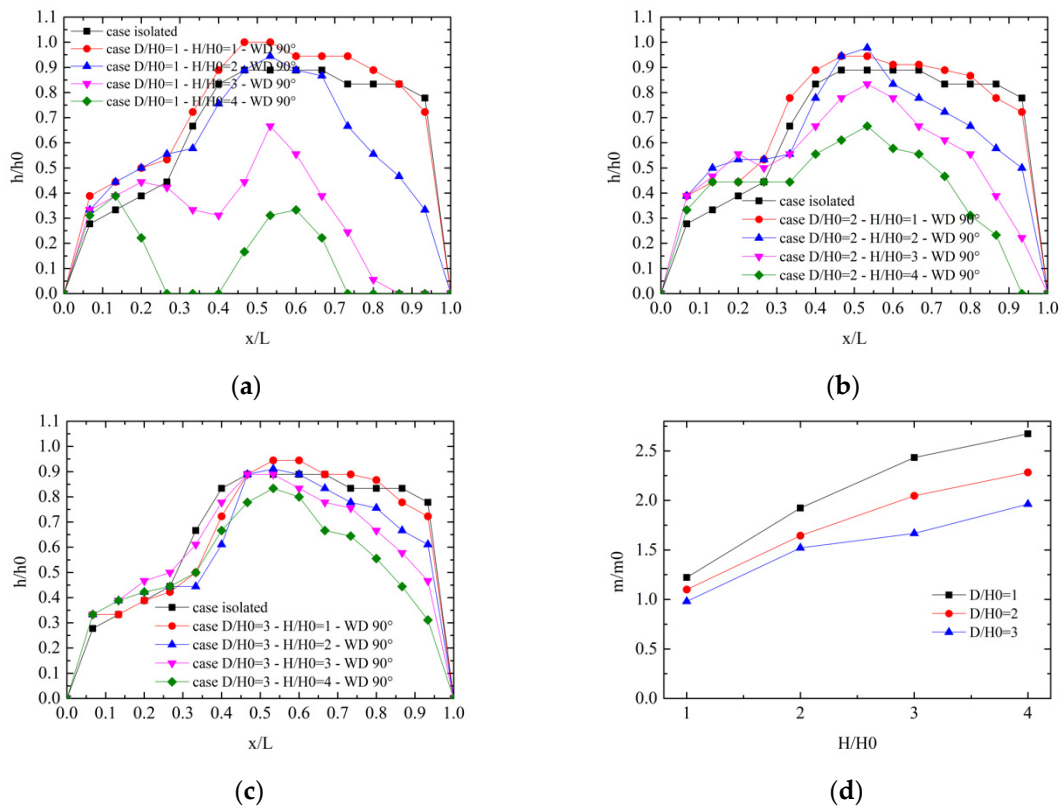 1.1
1.0
0.9
0.8
0.7
0.6
0.5
0.4
0.3
0.2
0.1
0.0
h/h0
case isolated
case D/H0=1 - H/H0=1 - WD 90°
case D/H0=1 - H/H0=2 - WD 90°
case D/H0=1 - H/H0=3 - WD 90°
case D/H0=1 - H/H0=4 - WD 90°
0.0 0.1 0.2 0.3 0.4 0.5 0.6 0.7 0.8 0.9 1.0
x/L
(a)
1.1
1.0
0.9
0.8
0.7
0.6
0.5
0.4
0.3
0.2
0.1
0.0
h/h0
case isolated
case D/H0=2 - H/H0=1 - WD 90°
case D/H0=2 - H/H0=2 - WD 90°
case D/H0=2 - H/H0=3 - WD 90°
case D/H0=2 - H/H0=4 - WD 90°
0.0 0.1 0.2 0.3 0.4 0.5 0.6 0.7 0.8 0.9 1.0
x/L
(b)
1.1
1.0
0.9
0.8
0.7
0.6
0.5
0.4
0.3
0.2
0.1
0.0
h/h0
case isolated
case D/H0=3 - H/H0=1 - WD 90°
case D/H0=3 - H/H0=2 - WD 90°
case D/H0=3 - H/H0=3 - WD 90°
case D/H0=3 - H/H0=4 - WD 90°
0.0 0.1 0.2 0.3 0.4 0.5 0.6 0.7 0.8 0.9 1.0
x/L
(c)
2.5
2.0
1.5
1.0
0.5
0.0
m/m0
D/H0=1
D/H0=2
D/H0=3
1 2 3 4
H/H0
(d)